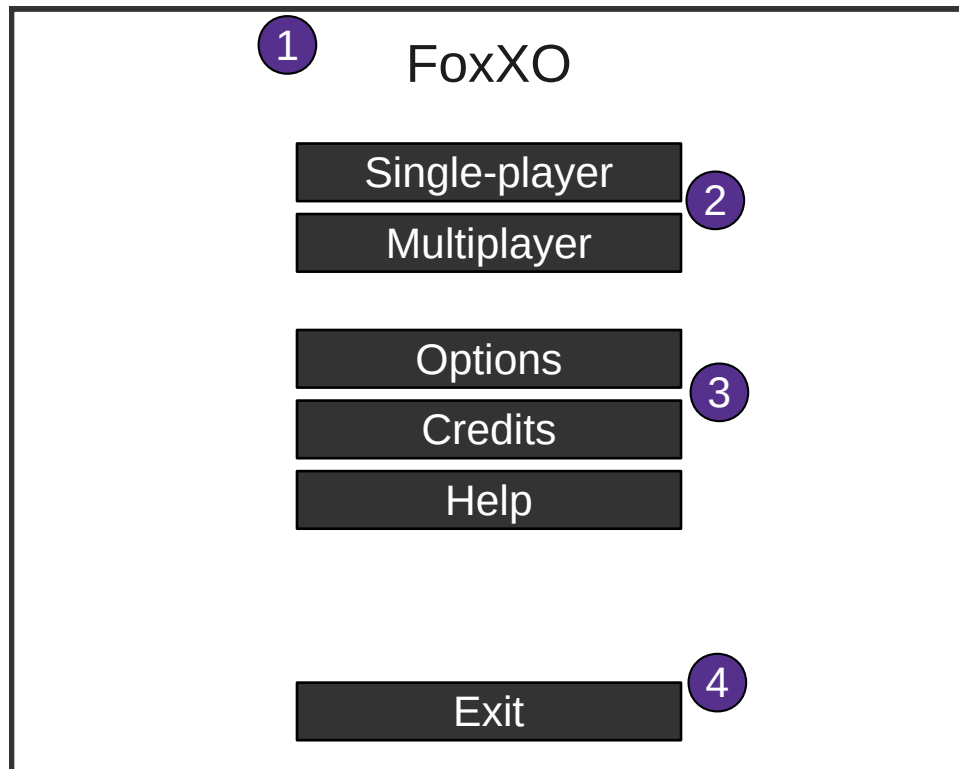 1
FoxXO
Single-player
2
Multiplayer
Options
3
Credits
Help
4
Exit